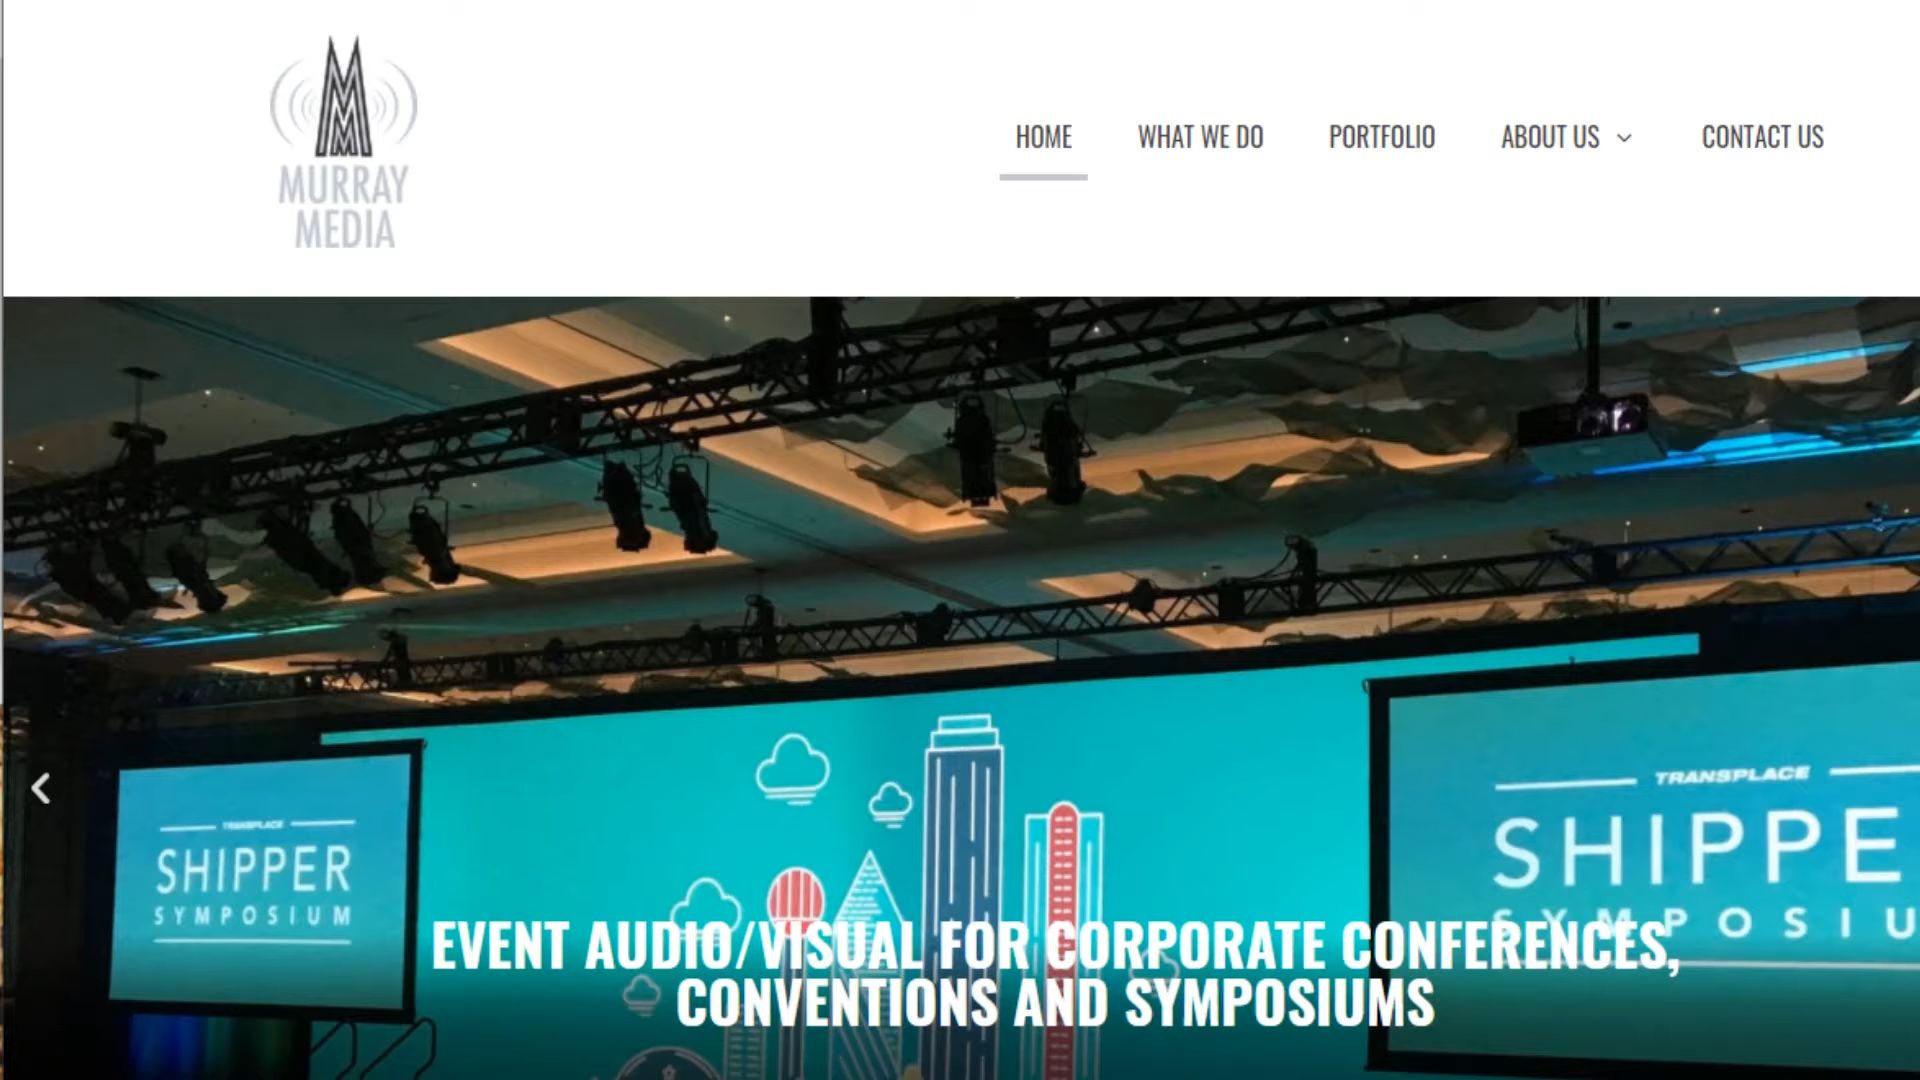 MURRAY
MEDIA
HOME
WHAT WE DO
PORTFOLIO
ABOUT US
CONTACT US
TRANSPLACE
SHIPPER
SYMPOSIUM
TRANSPLACE
SHIPPE
SYMPOSIU
EVENT AUDIO/VISUAL FOR CORPORATE CONFERENCES,
CONVENTIONS AND SYMPOSIUMS